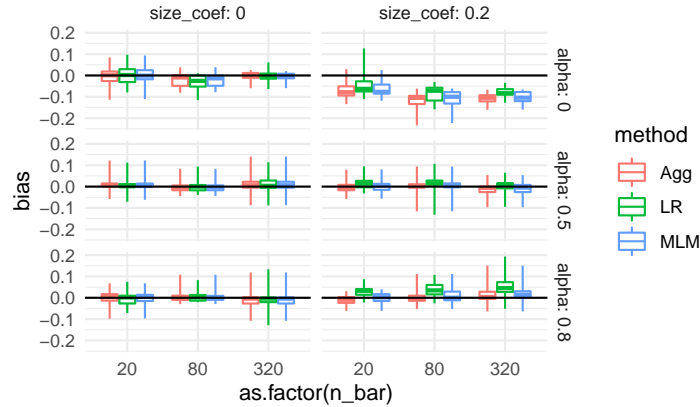 size_coef: 0
size_coef: 0.2
0.2
0.1
0.0
−0.1
−0.2
alpha: 0
0.2
0.1
0.0
−0.1
−0.2
alpha: 0.5
0.2
0.1
0.0
−0.1
−0.2
alpha: 0.8
bias
20
80
320
20
80
320
as.factor(n_bar)
method
Agg
LR
MLM